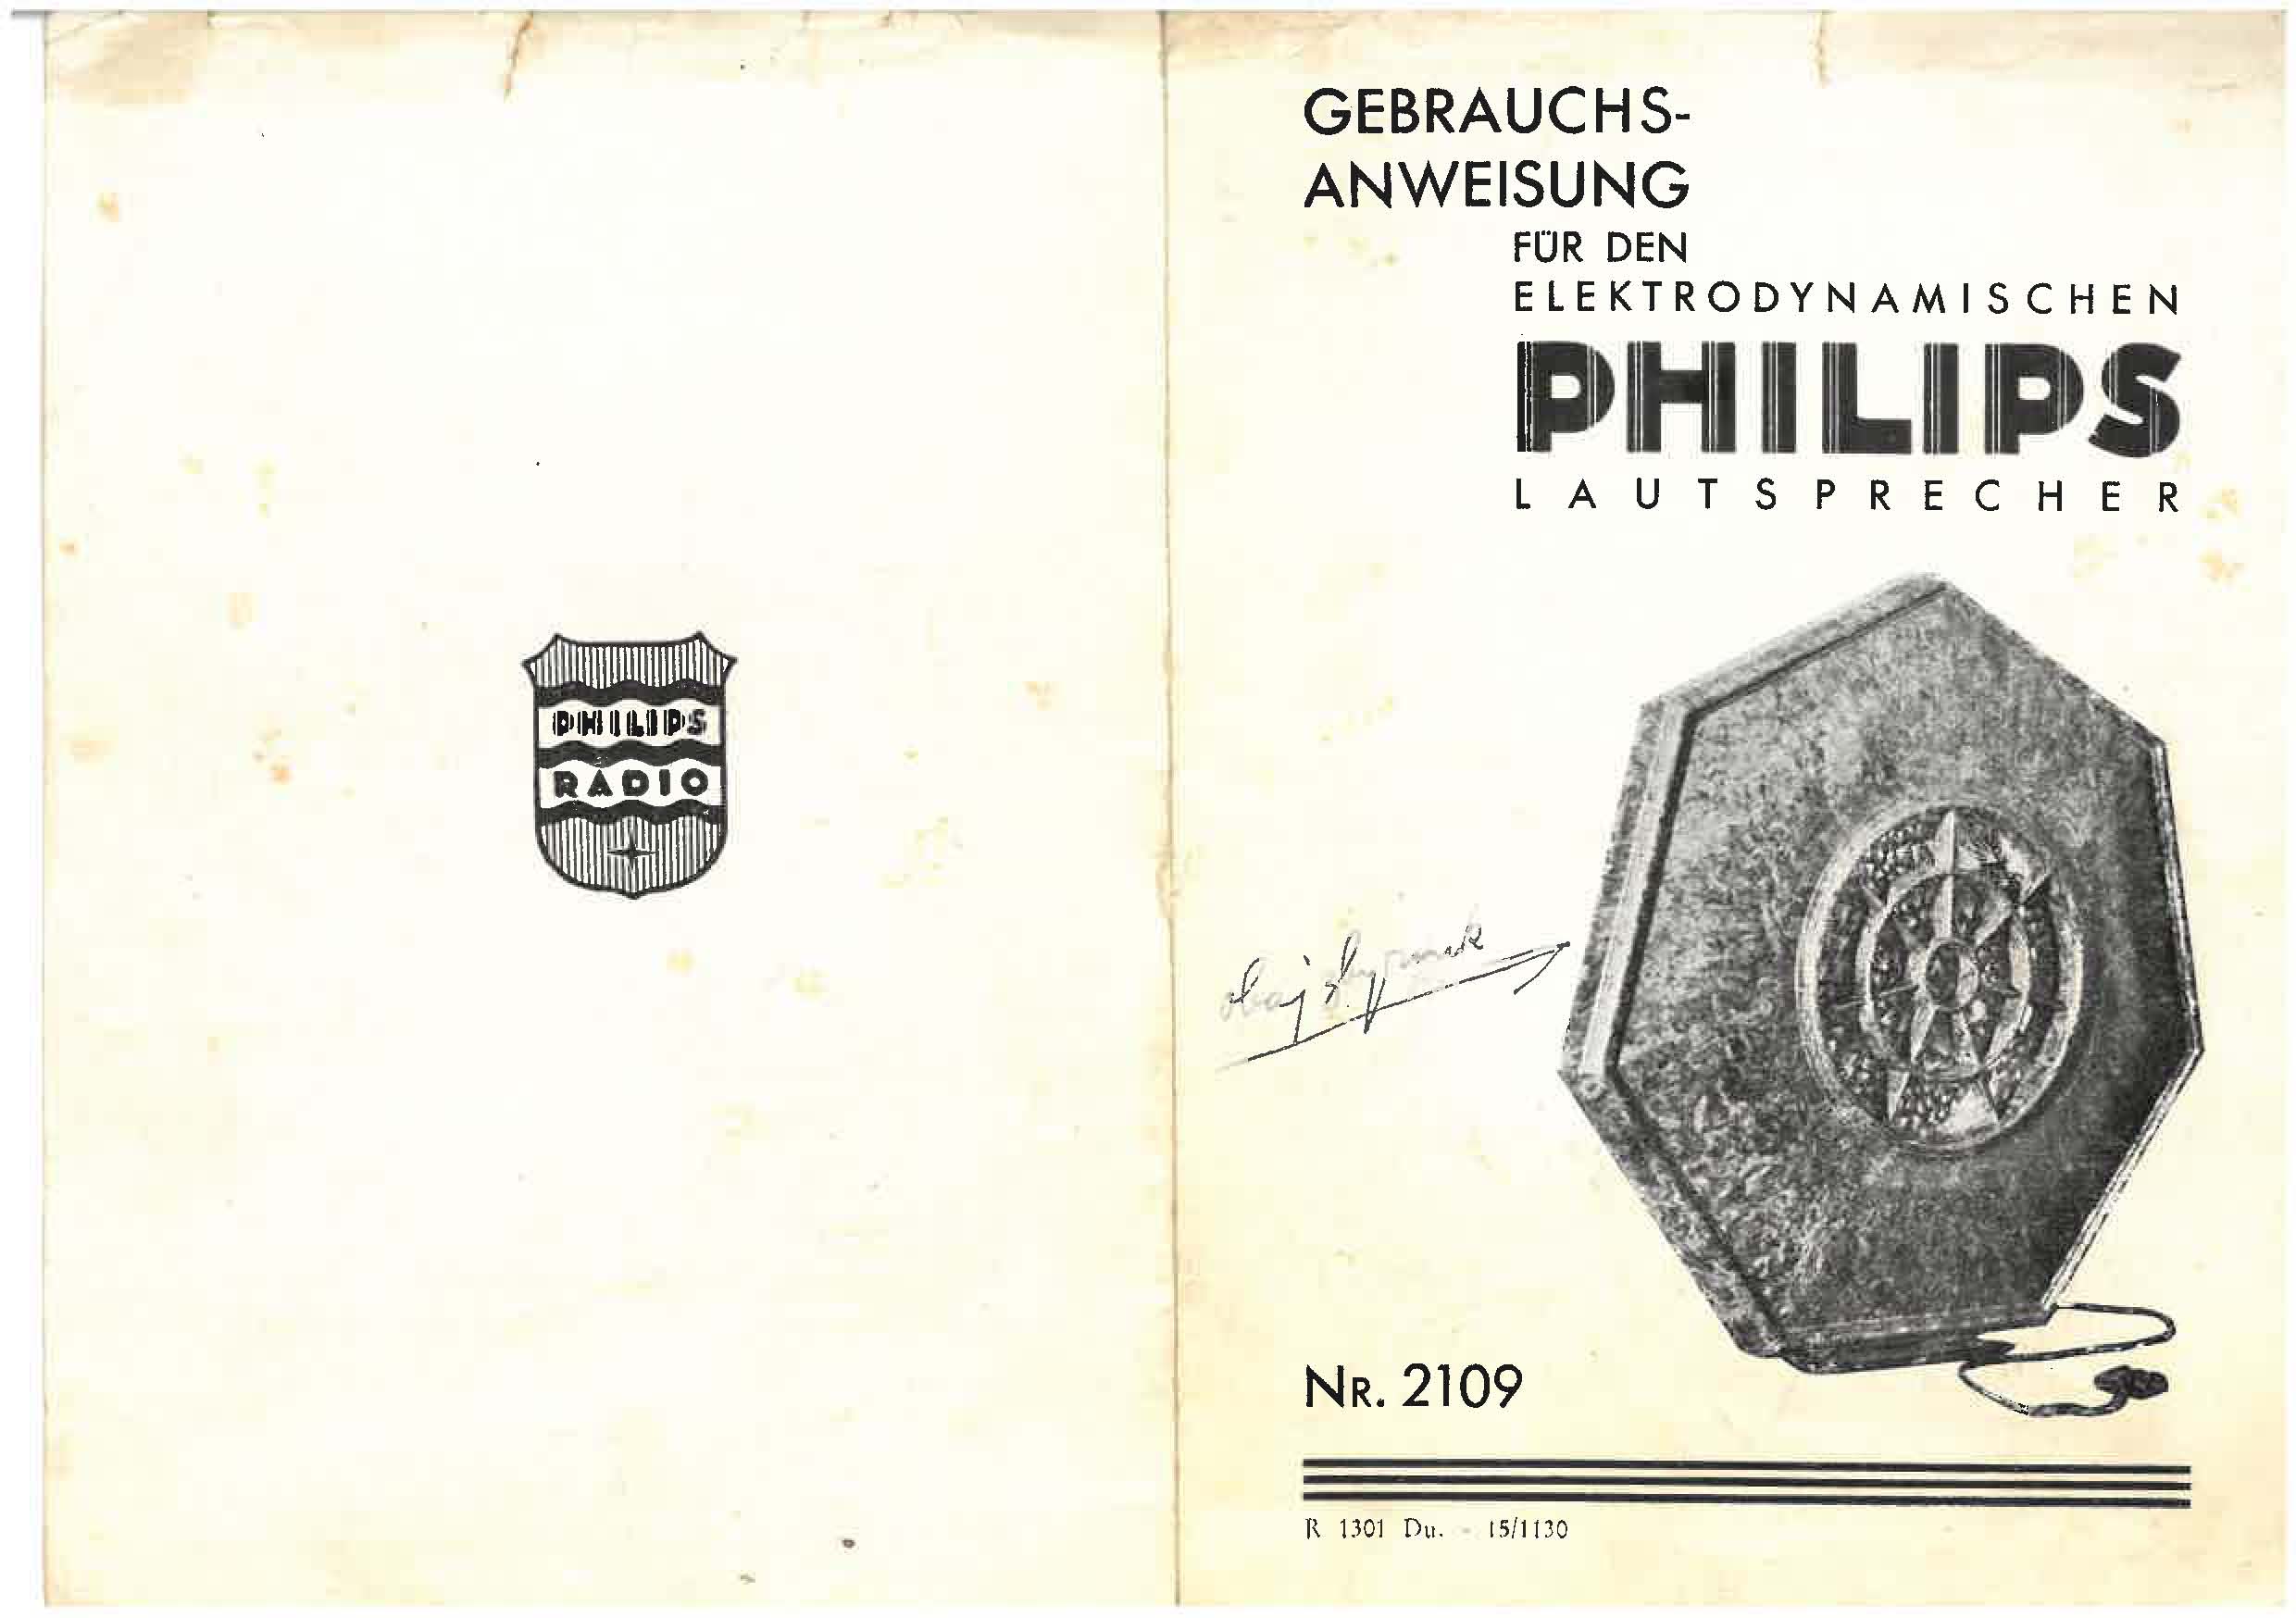 PHILIPS
RADIO
GEBRAUCHS-
ANWEISUNG
FÜR DEN
ELEKTRODYNAMISCHEN
PHILIPS
LAUTSPRECHER
NR. 2109
R 1301 Du. - 15/1130